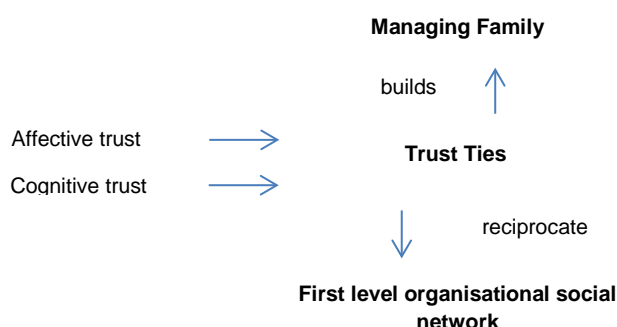 Managing Family
builds
Affective trust
Trust Ties
Cognitive trust
reciprocate
First level organisational social
network